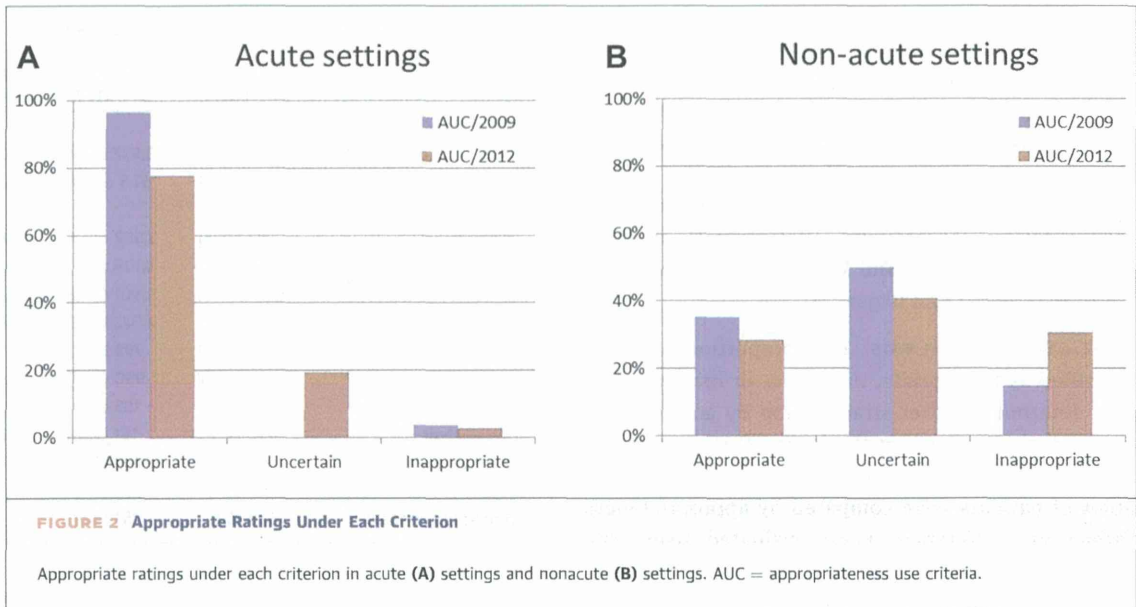 A
Acute settings
100%
80%
60%
40%
20%
0%
AUC/2009
AUC/2012
Appropriate
Uncertain
Inappropriate
B
Non-acute settings
100%
80%
60%
40%
20%
0%
AUC/2009
AUC/2012
Appropriate
Uncertain
Inappropriate
FIGURE 2 Appropriate Ratings Under Each Criterion
Appropriate ratings under each criterion in acute (A) settings and nonacute (B) settings. AUC = appropriateness use criteria.